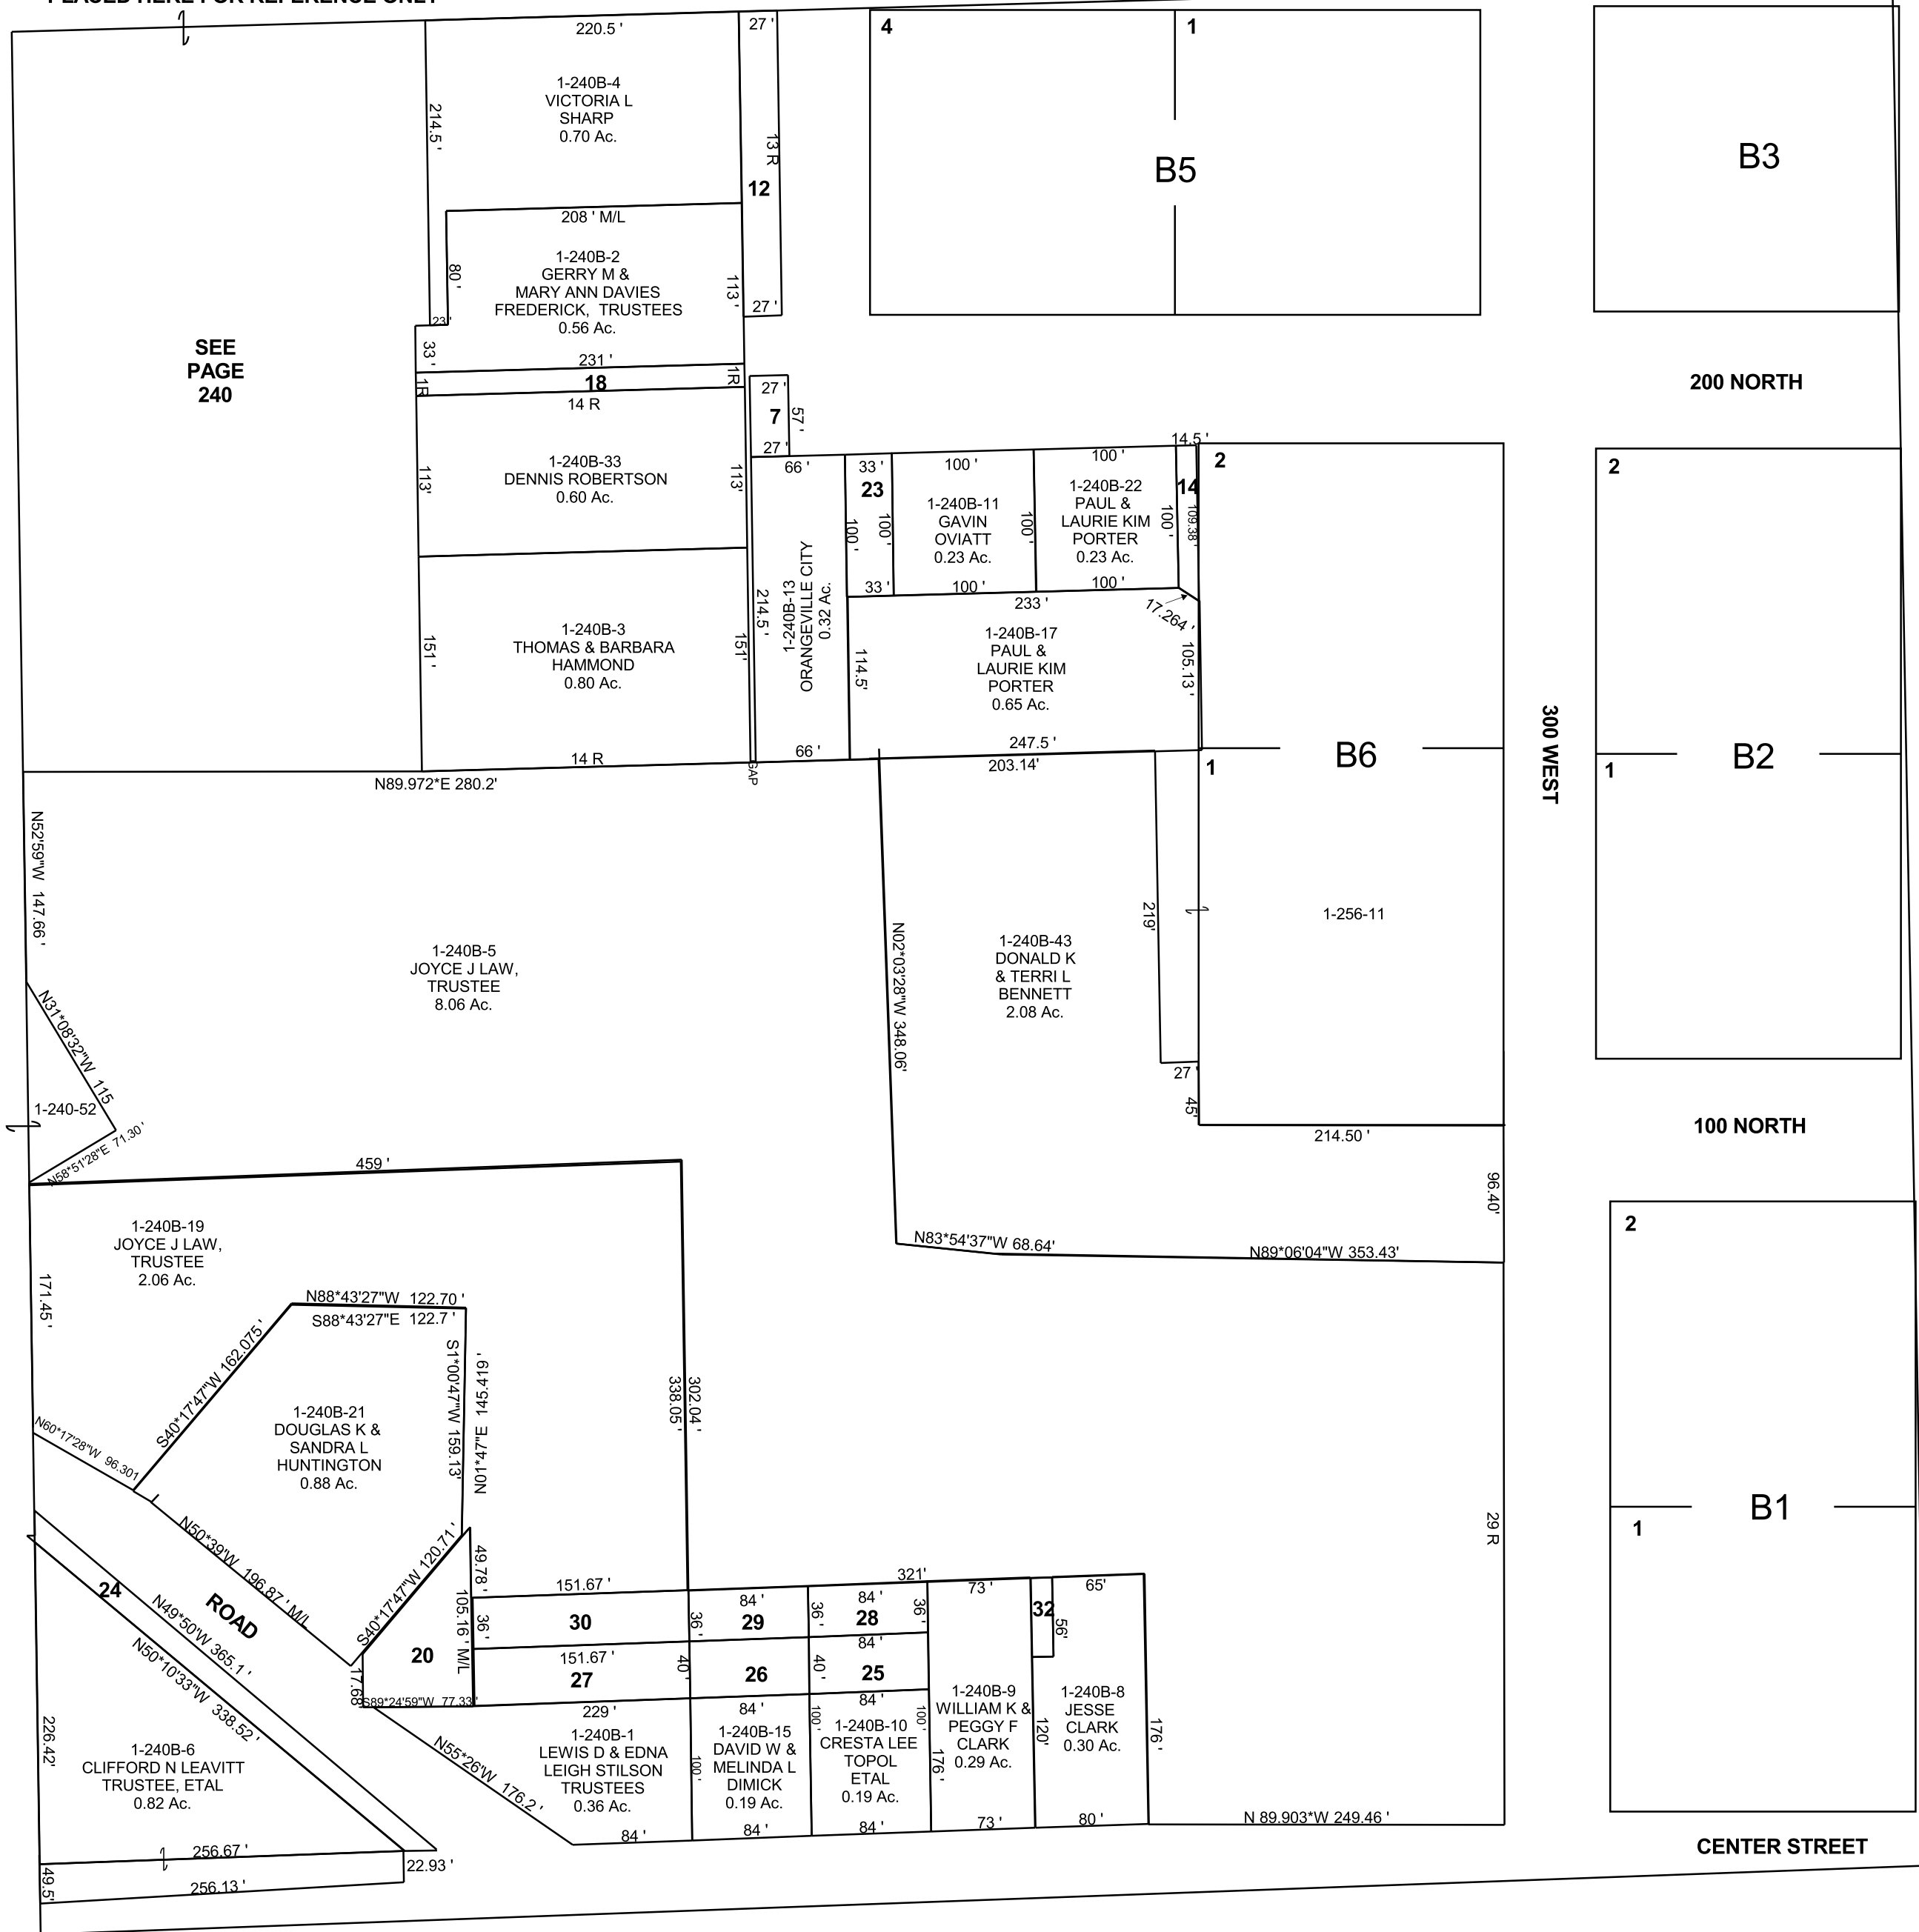 220.5 '
27 '
4
1
1-240B-4
VICTORIA L
SHARP
0.70 Ac.
214.5 '
13 R
12
B5
B3
208 ' M/L
1-240B-2
GERRY M &
MARY ANN DAVIES
FREDERICK, TRUSTEES
0.56 Ac.
80 '
113 '
27 '
23'
33 '
231 '
SEE
PAGE
240
1R
18
1R
14 R
200 NORTH
27 '
7
57 '
27 '
1-240B-33
DENNIS ROBERTSON
0.60 Ac.
113'
113'
66 '
33 '
23
100 '
100 '
33 '
100 '
1-240B-11
GAVIN
OVIATT
0.23 Ac.
100 '
100 '
100 '
1-240B-22
PAUL &
LAURIE KIM
PORTER
0.23 Ac.
100 '
100 '
14.5 '
14
109.38'
2
2
1-240B-13
ORANGEVILLE CITY
0.32 Ac.
214.5 '
66 '
233 '
17.264 '
1-240B-17
PAUL &
LAURIE KIM
PORTER
0.65 Ac.
114.5'
105.13 '
247.5 '
1-240B-3
THOMAS & BARBARA
HAMMOND
0.80 Ac.
151 '
151'
14 R
GAP
300 WEST
B6
1
B2
1
N89.972*E 280.2'
203.14'
N52'59"W 147.66 '
1-240B-5
JOYCE J LAW,
TRUSTEE
8.06 Ac.
N02*03'28"W 348.06'
1-240B-43
DONALD K
& TERRI L
BENNETT
2.08 Ac.
219'
1-256-11
27 '
45'
214.50 '
100 NORTH
N31*08'32"W 115
1-240-52
N58*51'28"E 71.30 '
96.40'
459 '
N83*54'37"W 68.64'
N89*06'04"W 353.43'
2
1-240B-19
JOYCE J LAW,
TRUSTEE
2.06 Ac.
171.45 '
N88*43'27"W 122.70 '
S88*43'27"E 122.7 '
S40*17'47"W 162.075'
S1*00'47"W 159.13'
N01*47"E 145.419 '
338.05'
302.04 '
1-240B-21
DOUGLAS K &
SANDRA L
HUNTINGTON
0.88 Ac.
N60*17'28"W 96.301
B1
1
29 R
N50*39'W 196.87 ' M/L
S40*17'47"W 120.71'
49.78 '
105.16 ' M/L
24
ROAD
N49*50'W 365.1 '
N50*10'33"W 338.52 '
20
17.68'
S89*24'59"W 77.33'
151.67 '
36 '
30
36 '
84 '
29
36 '
84 '
28
36 '
321'
73 '
32
56'
65'
151.67 '
27
40 '
26
40 '
84 '
25
229 '
84 '
84 '
1-240B-1
LEWIS D & EDNA
LEIGH STILSON
TRUSTEES
0.36 Ac.
N55*26'W 176.2 '
84 '
100 '
1-240B-15
DAVID W &
MELINDA L
DIMICK
0.19 Ac.
84 '
100 '
1-240B-10
CRESTA LEE
TOPOL
ETAL
0.19 Ac.
100 '
84 '
1-240B-9
WILLIAM K &
PEGGY F
CLARK
0.29 Ac.
176 '
73 '
120'
1-240B-8
JESSE
CLARK
0.30 Ac.
176 '
80 '
N 89.903*W 249.46 '
226.42'
1-240B-6
CLIFFORD N LEAVITT
TRUSTEE, ETAL
0.82 Ac.
256.67 '
22.93 '
49.5'
256.13 '
CENTER STREET